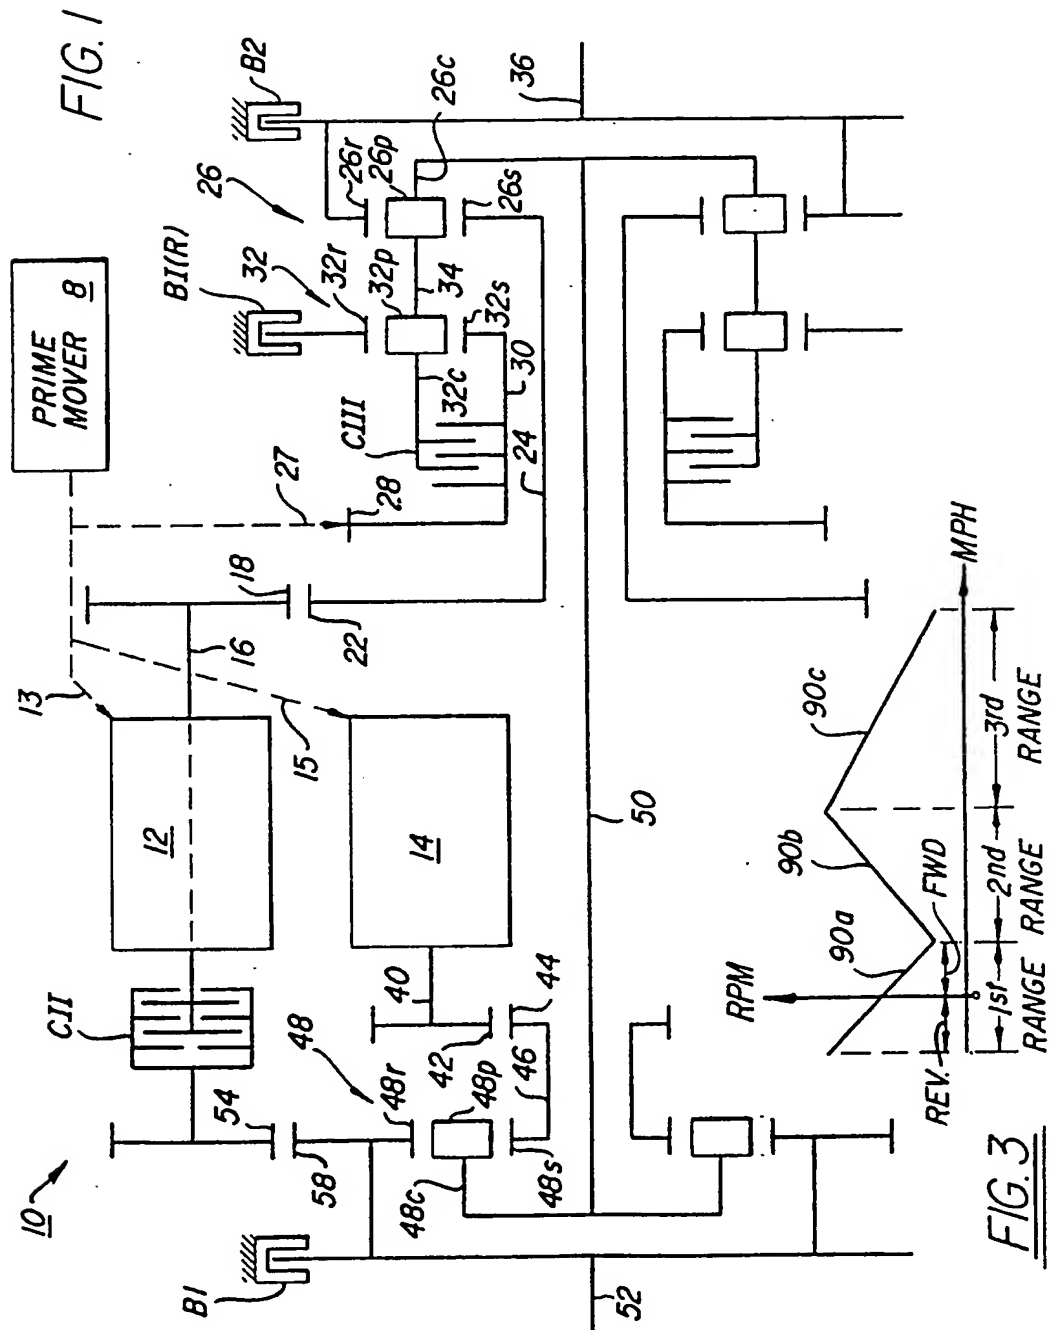 FIG. 1
PRIME
MOVER 8
10
13
12
14
15
16
18
22
27
28
24
30
CIII
BI(R)
32
32r
32p
34
32s
32c
26
26r
26p
26c
26s
B2
36
CII
54
58
40
42
44
46
48
48r
48p
48s
48c
50
B1
52
RPM
MPH
90a
90b
90c
REV.
FWD
1st
RANGE
2nd
RANGE
3rd
RANGE
FIG. 3